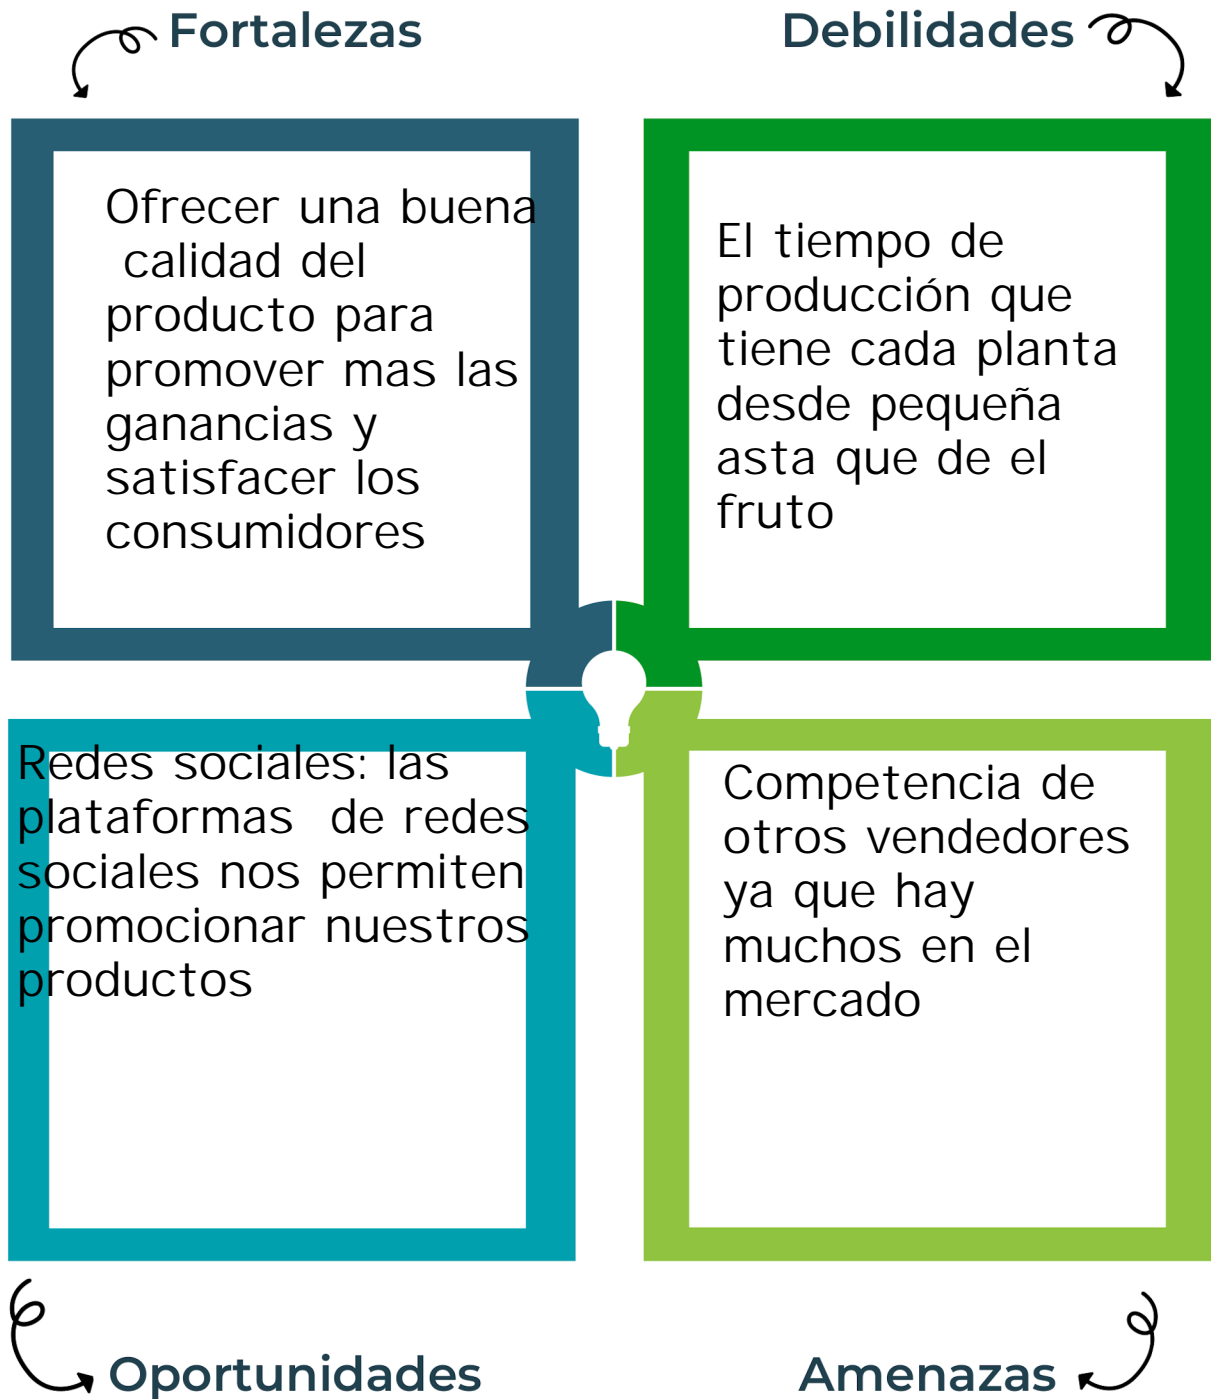 Fortalezas
Ofrecer una buena
calidad del
producto para
promover mas las
ganancias y
satisfacer los
consumidores
Debilidades
El tiempo de
producción que
tiene cada planta
desde pequeña
asta que de el
fruto
Redes sociales: las
plataformas de redes
sociales nos permiten
promocionar nuestros
productos
Oportunidades
Competencia de
otros vendedores
ya que hay
muchos en el
mercado
Amenazas